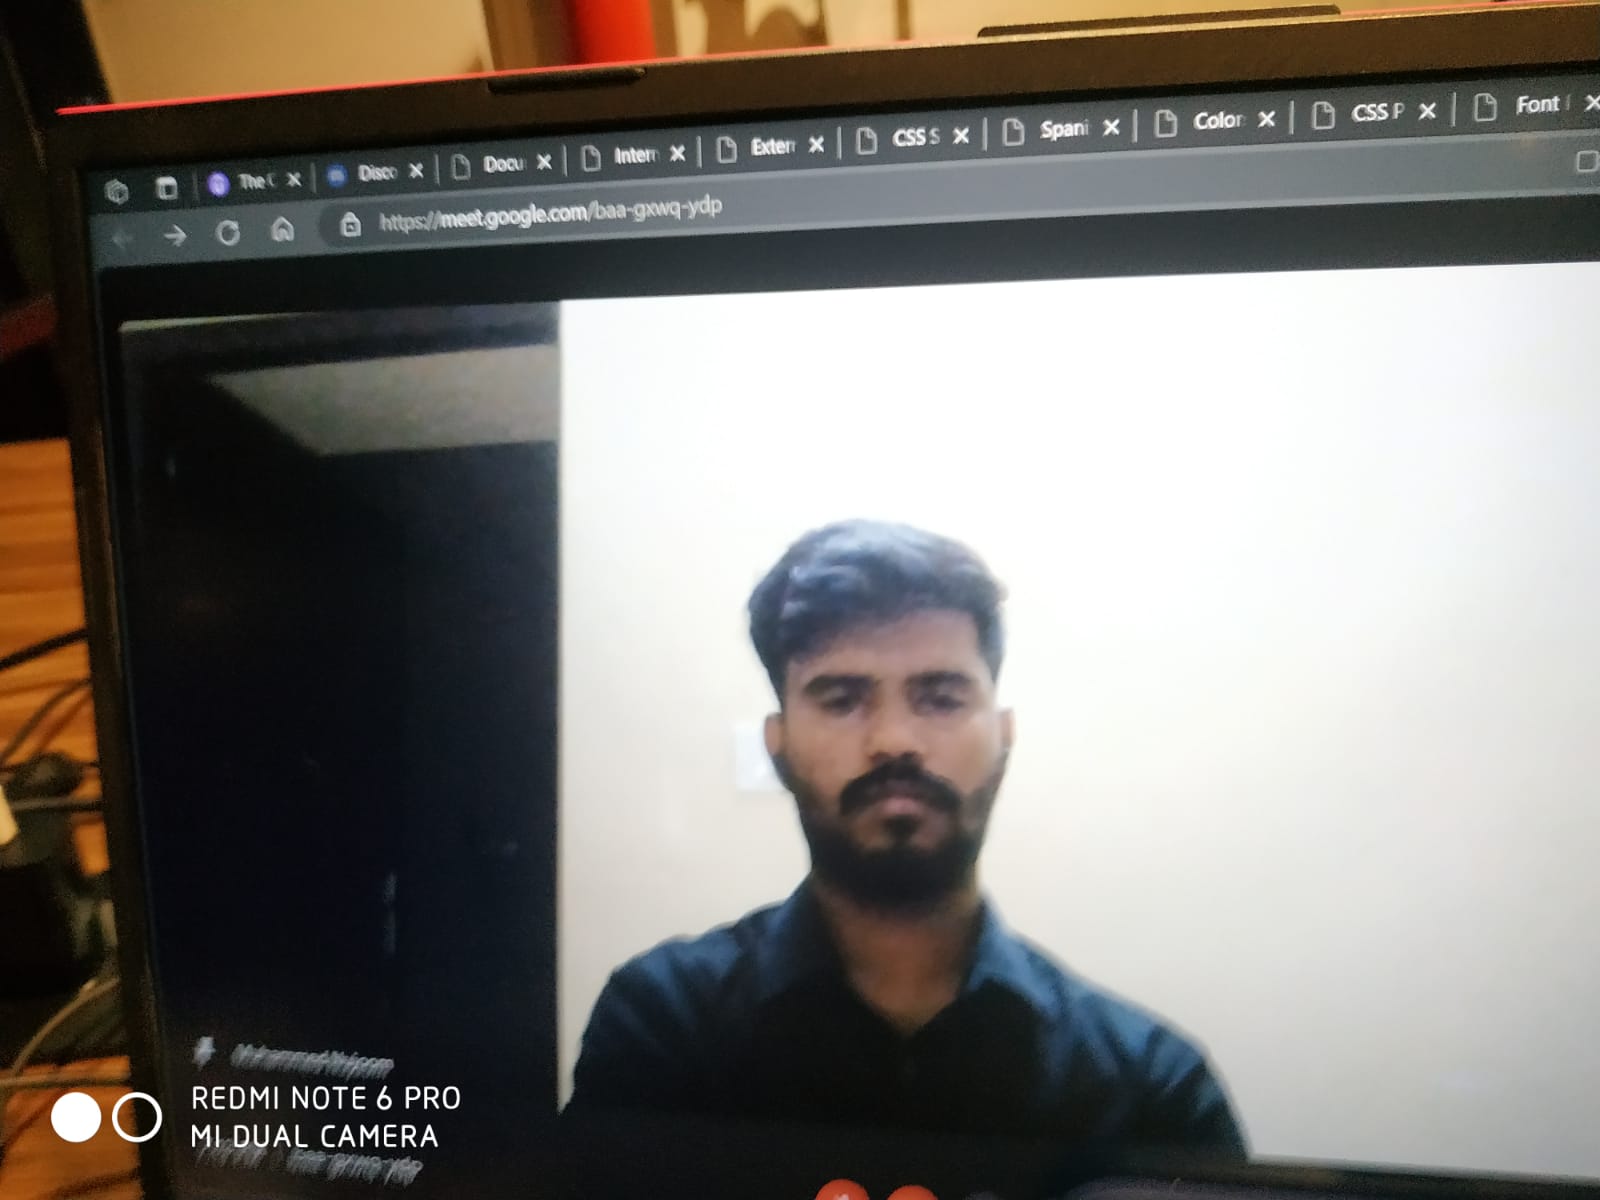 The C Disco Docu Intern Extern CSS S Spani Color CSS P Font
https://meet.google.com/baa-gxwq-ydp
REDMI NOTE 6 PRO
MI DUAL CAMERA